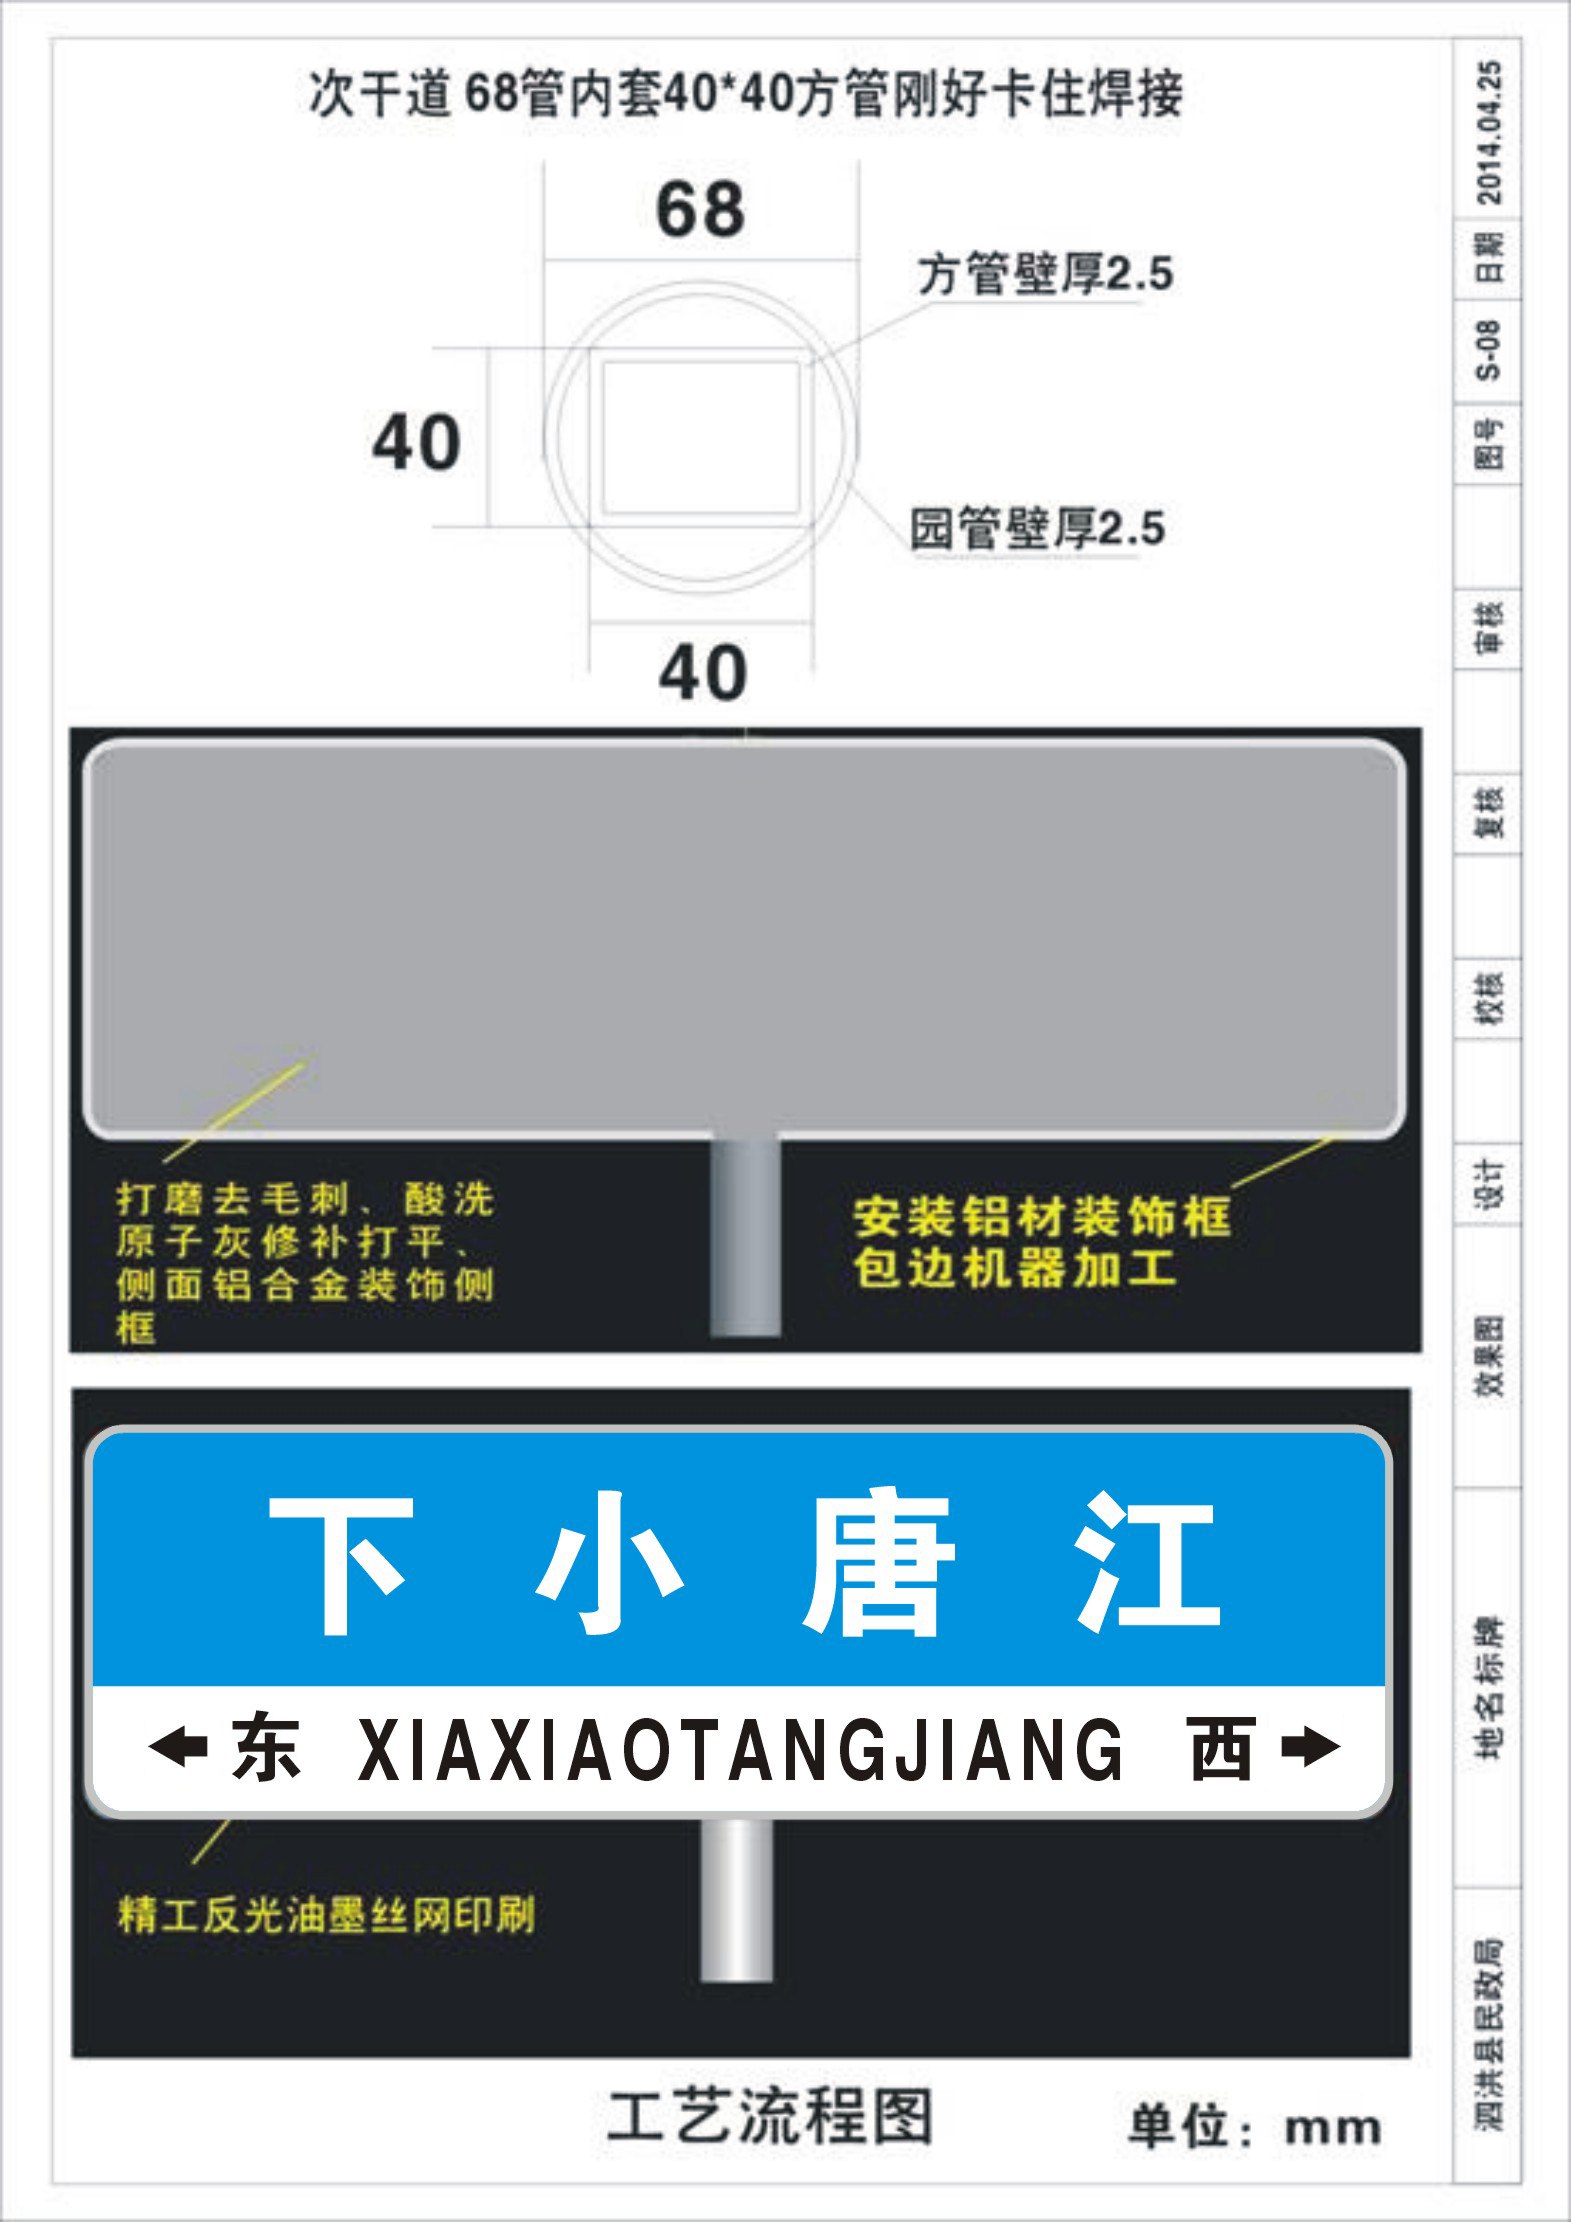 次干道 68管内套40*40方管刚好卡住焊接
68
方管壁厚2.5
40
园管壁厚2.5
40
打磨去毛刺、酸洗
原子灰修补打平、
侧面铝合金装饰侧
框
安装铝材装饰框
包边机器加工
下小唐江
东 XIAXIAOTANGJIANG 西
精工反光油墨丝网印刷
工艺流程图
单位：mm
泗洪县民政局
地名标牌
效果图
设计
校核
复核
审核
图号
S-08
日期
2014.04.25